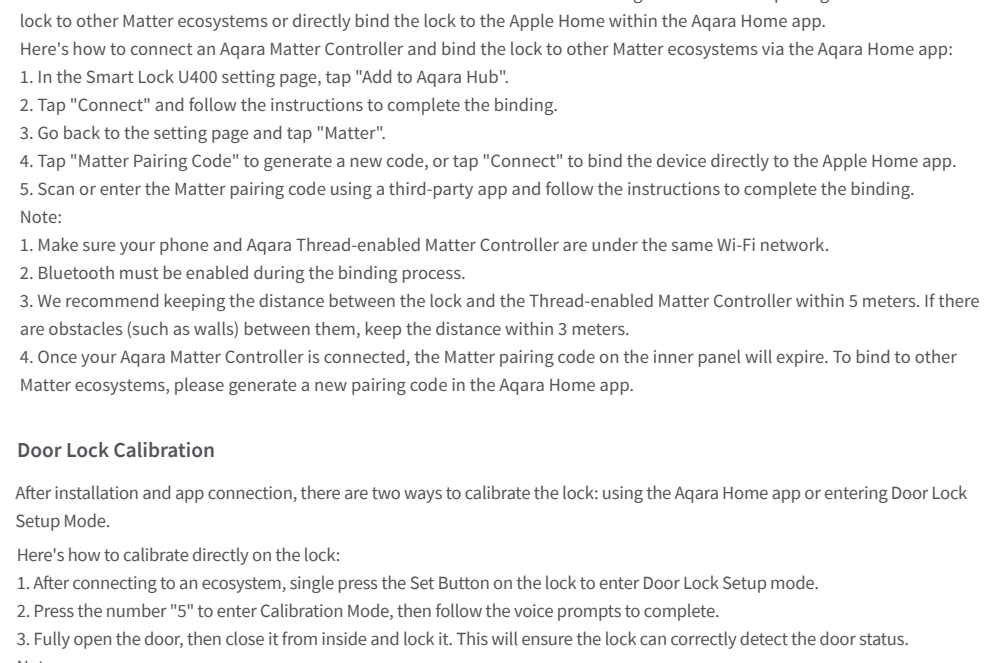 lock to other Matter ecosystems or directly bind the lock to the Apple Home within the Aqara Home app.
Here's how to connect an Aqara Matter Controller and bind the lock to other Matter ecosystems via the Aqara Home app:
1. In the Smart Lock U400 setting page, tap "Add to Aqara Hub".
2. Tap "Connect" and follow the instructions to complete the binding.
3. Go back to the setting page and tap "Matter".
4. Tap "Matter Pairing Code" to generate a new code, or tap "Connect" to bind the device directly to the Apple Home app.
5. Scan or enter the Matter pairing code using a third-party app and follow the instructions to complete the binding.
Note:
1. Make sure your phone and Aqara Thread-enabled Matter Controller are under the same Wi-Fi network.
2. Bluetooth must be enabled during the binding process.
3. We recommend keeping the distance between the lock and the Thread-enabled Matter Controller within 5 meters. If there
are obstacles (such as walls) between them, keep the distance within 3 meters.
4. Once your Aqara Matter Controller is connected, the Matter pairing code on the inner panel will expire. To bind to other
Matter ecosystems, please generate a new pairing code in the Aqara Home app.
Door Lock Calibration
After installation and app connection, there are two ways to calibrate the lock: using the Aqara Home app or entering Door Lock
Setup Mode.
Here's how to calibrate directly on the lock:
1. After connecting to an ecosystem, single press the Set Button on the lock to enter Door Lock Setup mode.
2. Press the number "5" to enter Calibration Mode, then follow the voice prompts to complete.
3. Fully open the door, then close it from inside and lock it. This will ensure the lock can correctly detect the door status.